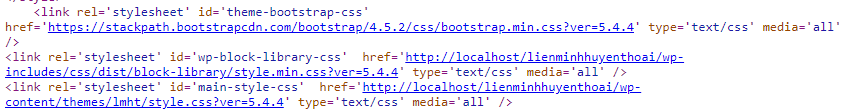 <link rel='stylesheet' id='theme-bootstrap-css'
href='https://stackpath.bootstrapcdn.com/bootstrap/4.5.2/css/bootstrap.min.css?ver=5.4.4' type='text/css' media='all'
/>
<link rel='stylesheet' id='wp-block-library-css'  href='http://localhost/lienminhhuyenthoai/wp-
includes/css/dist/block-library/style.min.css?ver=5.4.4' type='text/css' media='all' />
<link rel='stylesheet' id='main-style-css'  href='http://localhost/lienminhhuyenthoai/wp-
content/themes/lmht/style.css?ver=5.4.4' type='text/css' media='all' />